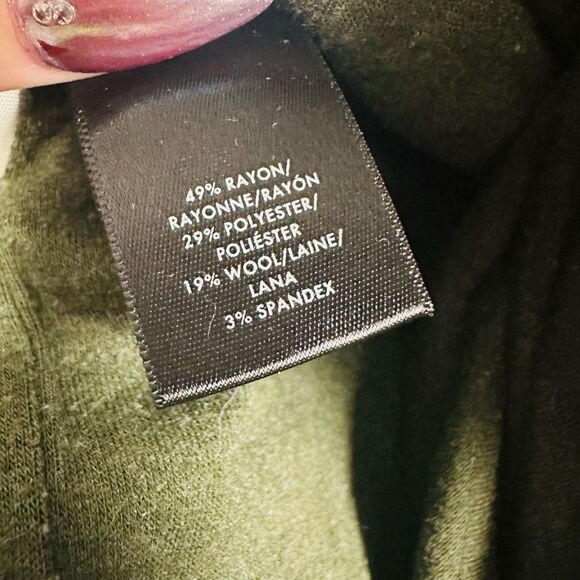 49% RAYON/
RAYONNE/RAYÓN
29% POLYESTER/
POLIÉSTER
19% WOOL/LAINE/
LANA
3% SPANDEX